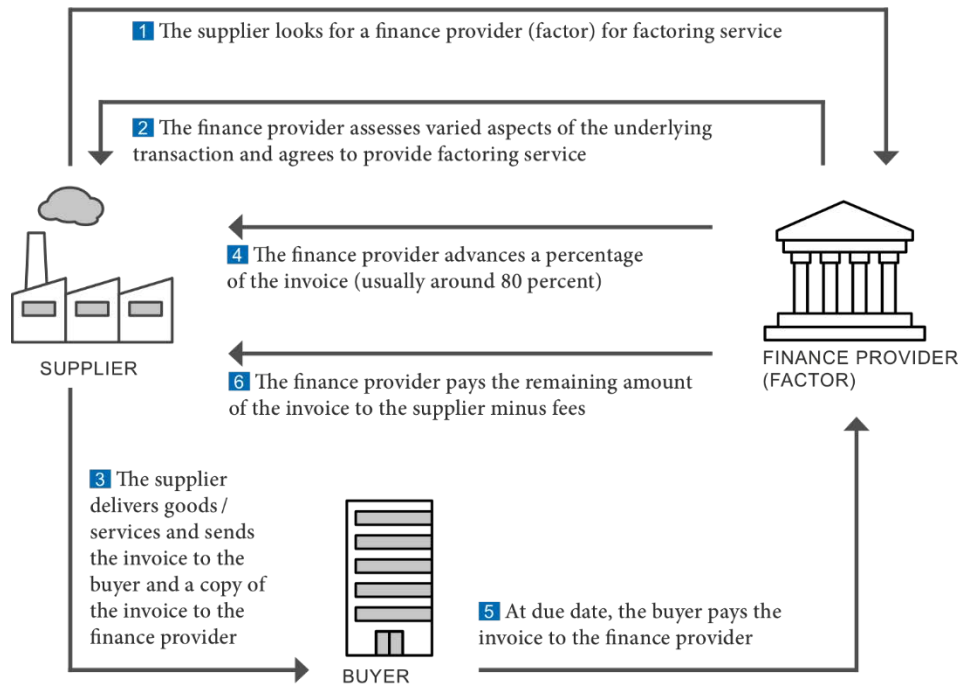 1 The supplier looks for a finance provider (factor) for factoring service
2 The finance provider assesses varied aspects of the underlying
transaction and agrees to provide factoring service
4 The finance provider advances a percentage
of the invoice (usually around 80 percent)
SUPPLIER
FINANCE PROVIDER
(FACTOR)
6 The finance provider pays the remaining amount
of the invoice to the supplier minus fees
3 The supplier
delivers goods/
services and sends
the invoice to the
buyer and a copy of
the invoice to the
finance provider
5 At due date, the buyer pays the
invoice to the finance provider
BUYER